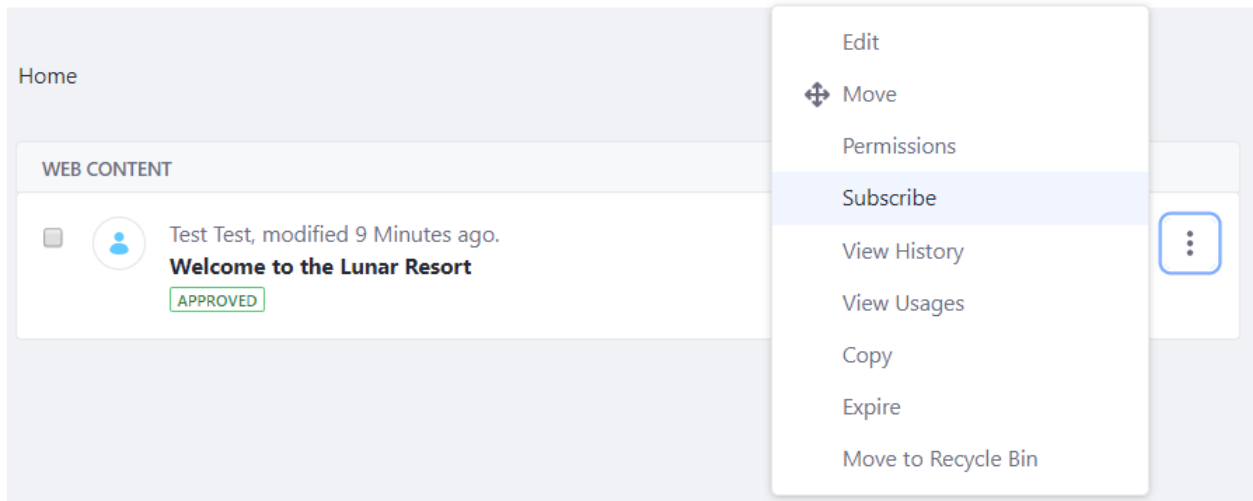 Home
WEB CONTENT
Test Test, modified 9 Minutes ago.
Welcome to the Lunar Resort
APPROVED
Edit
Move
Permissions
Subscribe
View History
View Usages
Copy
Expire
Move to Recycle Bin